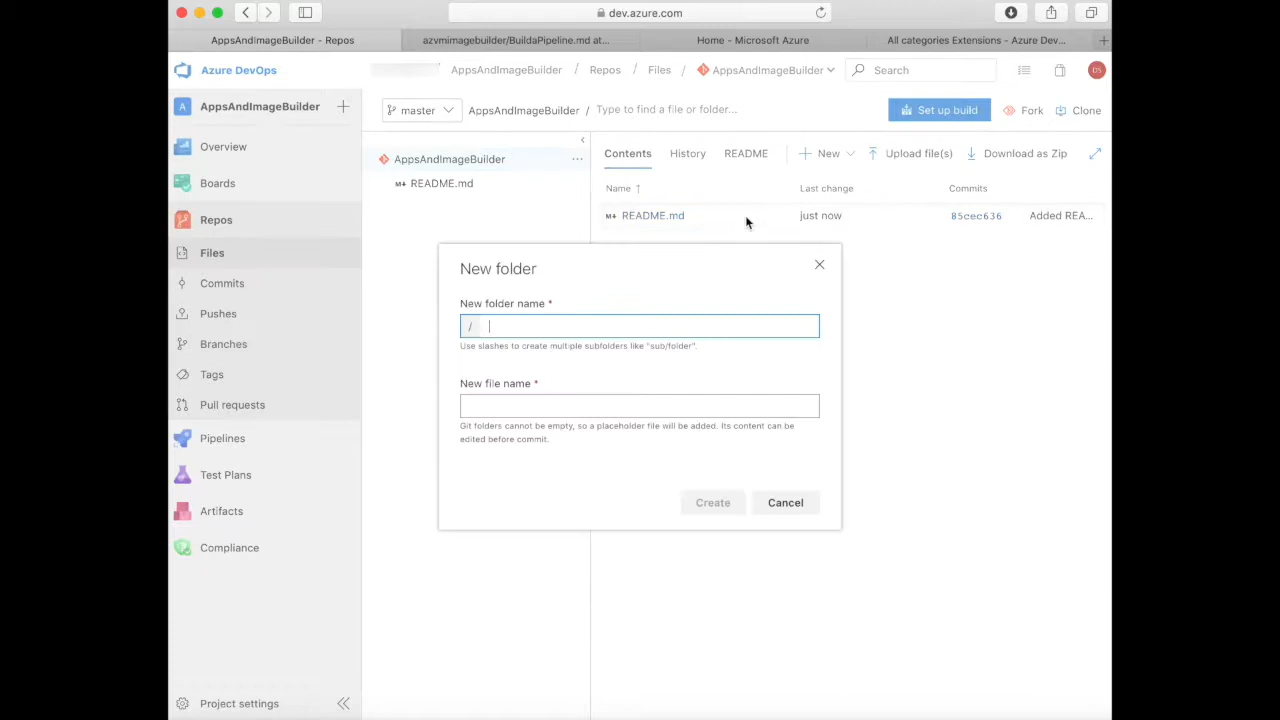 dev.azure.com
AppsAndImageBuilder - Repos
azvmimagebuilder/BuildaPipeline.md at...
Home - Microsoft Azure
All categories Extensions - Azure Dev...
Azure DevOps
AppsAndImageBuilder / Repos / Files / AppsAndImageBuilder
Search
DS
A AppsAndImageBuilder
master
AppsAndImageBuilder / Type to find a file or folder...
Set up build
Fork
Clone
Overview
Boards
Repos
Files
Commits
Pushes
Branches
Tags
Pull requests
Pipelines
Test Plans
Artifacts
Compliance
Project settings
AppsAndImageBuilder
M+ README.md
Contents
History
README
New
Upload file(s)
Download as Zip
Name ↑
Last change
Commits
M+ README.md
just now
85cec636
Added REA...
New folder
New folder name *
/
Use slashes to create multiple subfolders like "sub/folder".
New file name *
Git folders cannot be empty, so a placeholder file will be added. Its content can be
edited before commit.
Create
Cancel